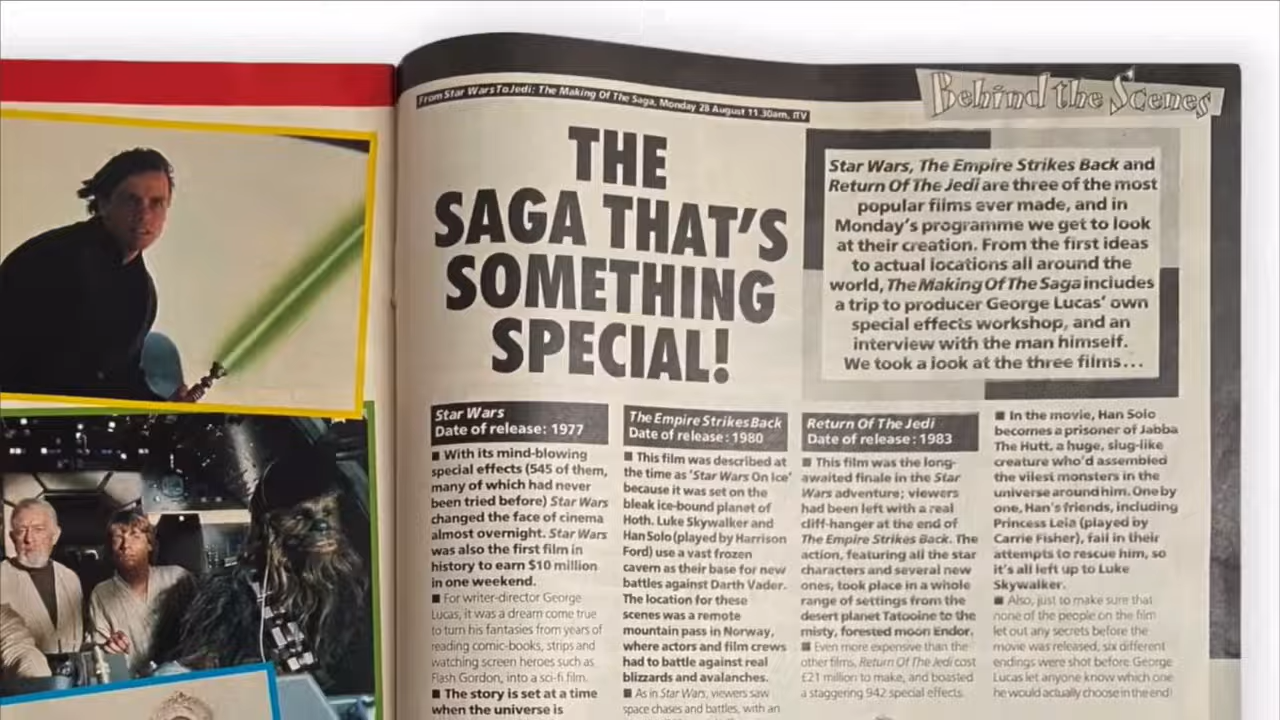 From Star Wars To Jedi: The Making Of The Saga, Monday 28 August 11.30am, ITV
Behind the Scenes
THE
SAGA THAT'S
SOMETHING
SPECIAL!
Star Wars, The Empire Strikes Back and
Return Of The Jedi are three of the most
popular films ever made, and in
Monday's programme we get to look
at their creation. From the first ideas
to actual locations all around the
world, The Making Of The Saga includes
a trip to producer George Lucas' own
special effects workshop, and an
interview with the man himself.
We took a look at the three films...
Star Wars
Date of release: 1977
■ With its mind-blowing
special effects (545 of them,
many of which had never
been tried before) Star Wars
changed the face of cinema
almost overnight. Star Wars
was also the first film in
history to earn $10 million
in one weekend.
■ For writer-director George
Lucas, it was a dream come true
to turn his fantasies from years of
reading comic-books, strips and
watching screen heroes such as
Flash Gordon, into a sci-fi film.
■ The story is set at a time
when the universe is
The Empire Strikes Back
Date of release: 1980
■ This film was described at
the time as 'Star Wars On Ice'
because it was set on the
bleak ice-bound planet of
Hoth. Luke Skywalker and
Han Solo (played by Harrison
Ford) use a vast frozen
cavern as their base for new
battles against Darth Vader.
The location for these
scenes was a remote
mountain pass in Norway,
where actors and film crews
had to battle against real
blizzards and avalanches.
■ As in Star Wars, viewers saw
space chases and battles, with an
Return Of The Jedi
Date of release: 1983
■ This film was the long-
awaited finale in the Star
Wars adventure; viewers
had been left with a real
cliff-hanger at the end of
The Empire Strikes Back. The
action, featuring all the star
characters and several new
ones, took place in a whole
range of settings from the
desert planet Tatooine to the
misty, forested moon Endor.
■ Even more expensive than the
other films, Return Of The Jedi cost
£21 million to make, and boasted
a staggering 942 special effects.
■ In the movie, Han Solo
becomes a prisoner of Jabba
The Hutt, a huge, slug-like
creature who'd assembled
the vilest monsters in the
universe around him. One by
one, Han's friends, including
Princess Leia (played by
Carrie Fisher), fail in their
attempts to rescue him, so
it's all left up to Luke
Skywalker.
■ Also, just to make sure that
none of the people on the film
let out any secrets before the
movie was released, six different
endings were shot before George
Lucas let anyone know which one
he would actually choose in the end!